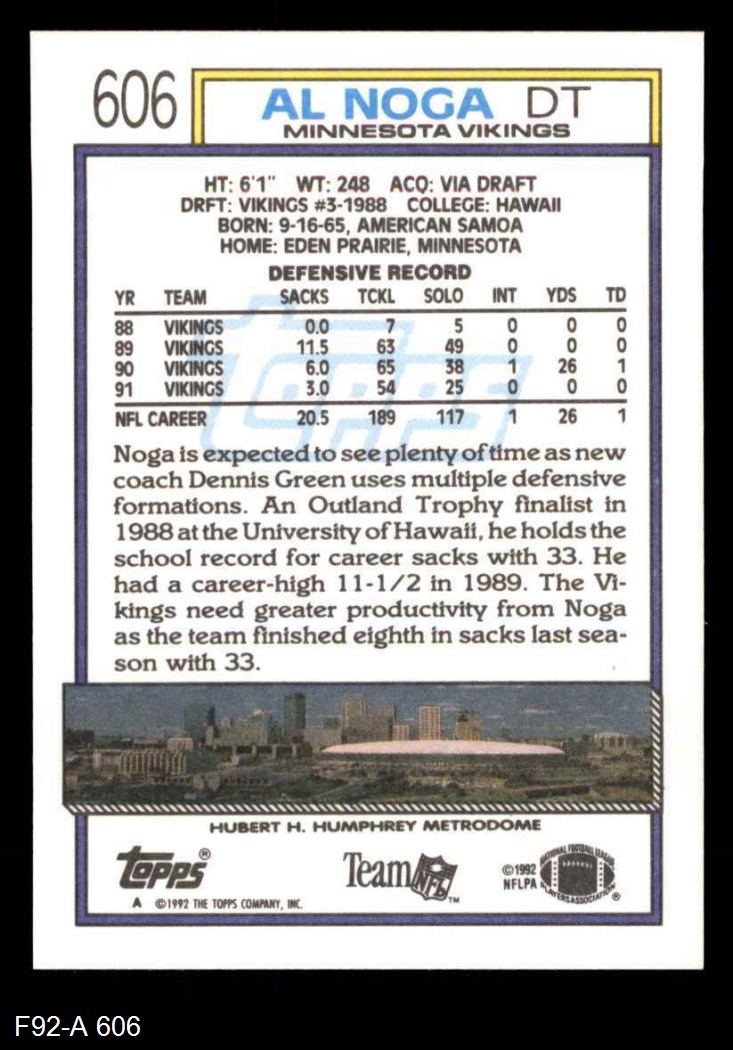 606
AL NOGA DT
MINNESOTA VIKINGS
HT: 6'1" WT: 248 ACQ: VIA DRAFT
DRFT: VIKINGS #3-1988 COLLEGE: HAWAII
BORN: 9-16-65, AMERICAN SAMOA
HOME: EDEN PRAIRIE, MINNESOTA
DEFENSIVE RECORD
YR TEAM SACKS TCKL SOLO INT YDS TD
88 VIKINGS 0.0 7 5 0 0 0
89 VIKINGS 11.5 63 49 0 0 0
90 VIKINGS 6.0 65 38 1 26 1
91 VIKINGS 3.0 54 25 0 0 0
NFL CAREER 20.5 189 117 1 26 1
topps
Noga is expected to see plenty of time as new
coach Dennis Green uses multiple defensive
formations. An Outland Trophy finalist in
1988 at the University of Hawaii, he holds the
school record for career sacks with 33. He
had a career-high 11-1/2 in 1989. The Vi-
kings need greater productivity from Noga
as the team finished eighth in sacks last sea-
son with 33.
HUBERT H. HUMPHREY METRODOME
topps®
A ©1992 THE TOPPS COMPANY, INC.
Team NFL™
©1992
NFLPA
NATIONAL FOOTBALL LEAGUE
PLAYERS ASSOCIATION®
F92-A 606